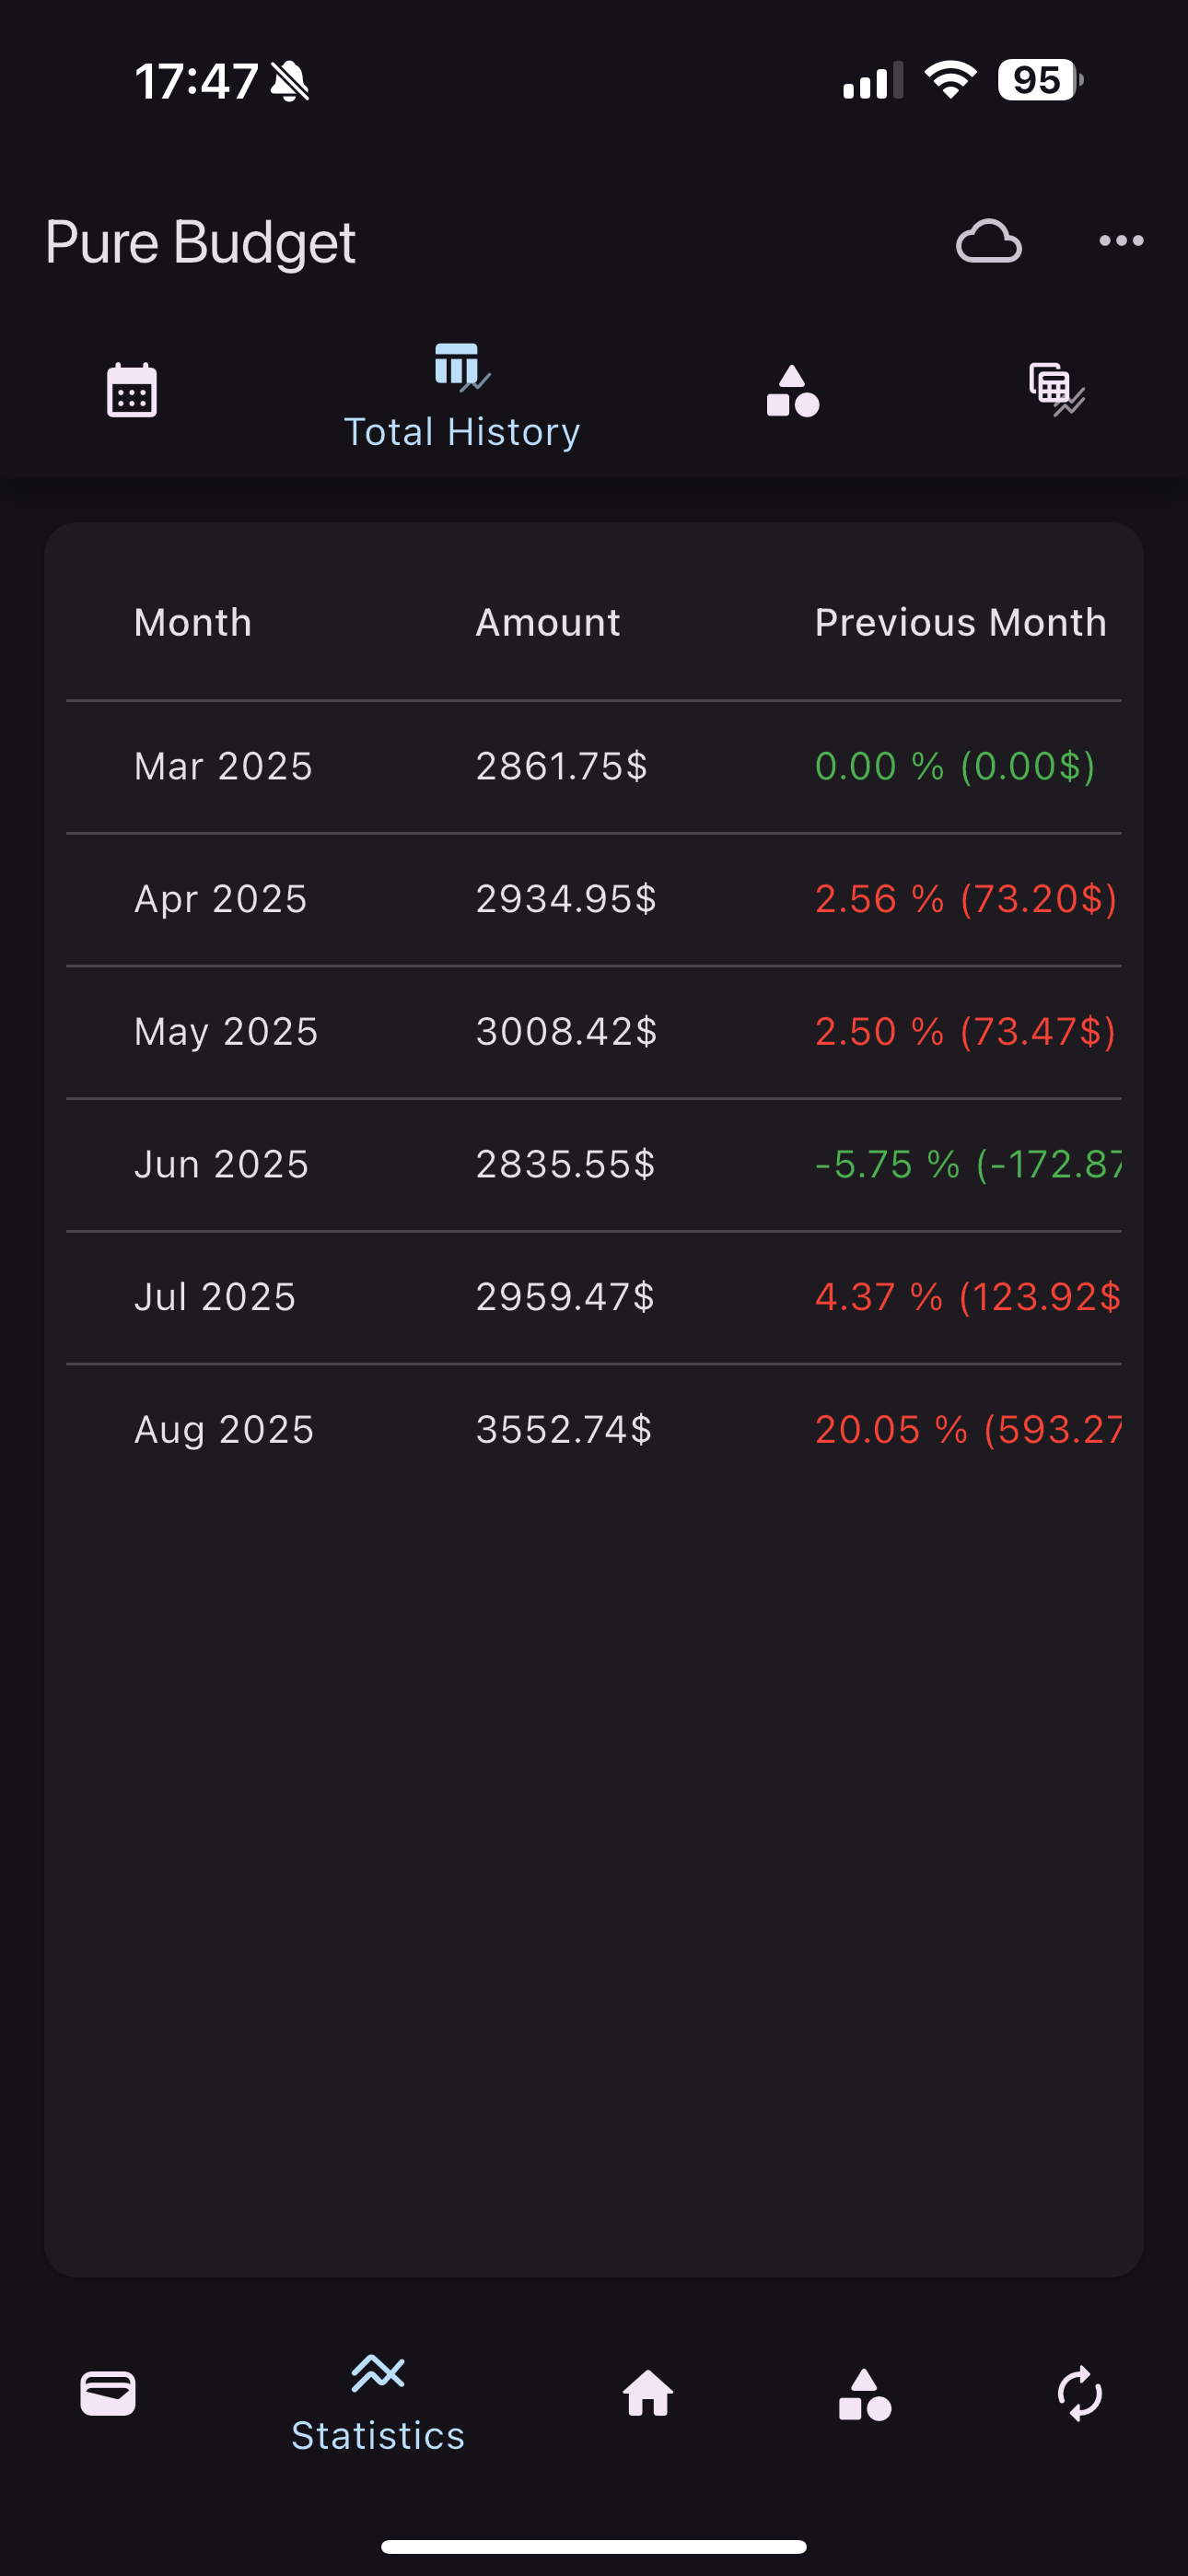 17:47
95
Pure Budget
Total History
Month Amount Previous Month
Mar 2025 2861.75$ 0.00 % (0.00$)
Apr 2025 2934.95$ 2.56 % (73.20$)
May 2025 3008.42$ 2.50 % (73.47$)
Jun 2025 2835.55$ -5.75 % (-172.87
Jul 2025 2959.47$ 4.37 % (123.92$
Aug 2025 3552.74$ 20.05 % (593.27
Statistics